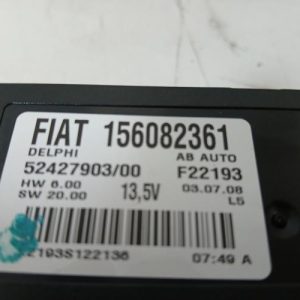 FIAT 156082361
DELPHI AB AUTO
52427903/00 F22193
HW 6.00 13,5V 03.07.08
SW 20.00 L5
2193S122136 07:49 A